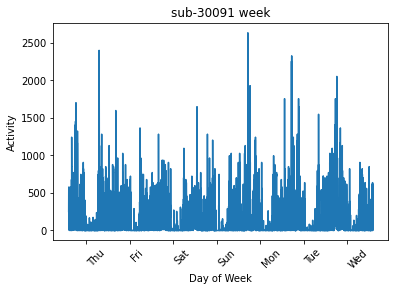 sub-30091 week
2500
2000
1500
1000
500
0
Activity
Thu
Fri
Sat
Sun
Mon
Tue
Wed
Day of Week